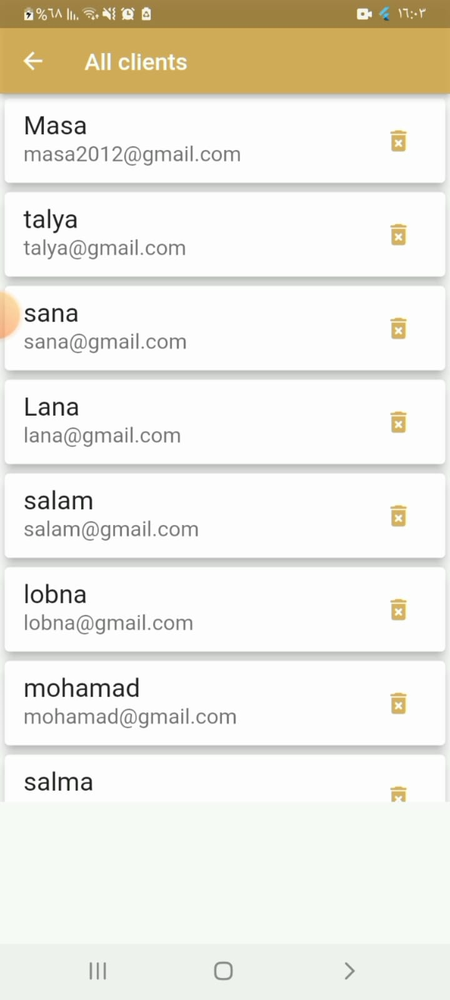 %٦٨ ١٦:٠٣
All clients
Masa
masa2012@gmail.com
talya
talya@gmail.com
sana
sana@gmail.com
Lana
lana@gmail.com
salam
salam@gmail.com
lobna
lobna@gmail.com
mohamad
mohamad@gmail.com
salma